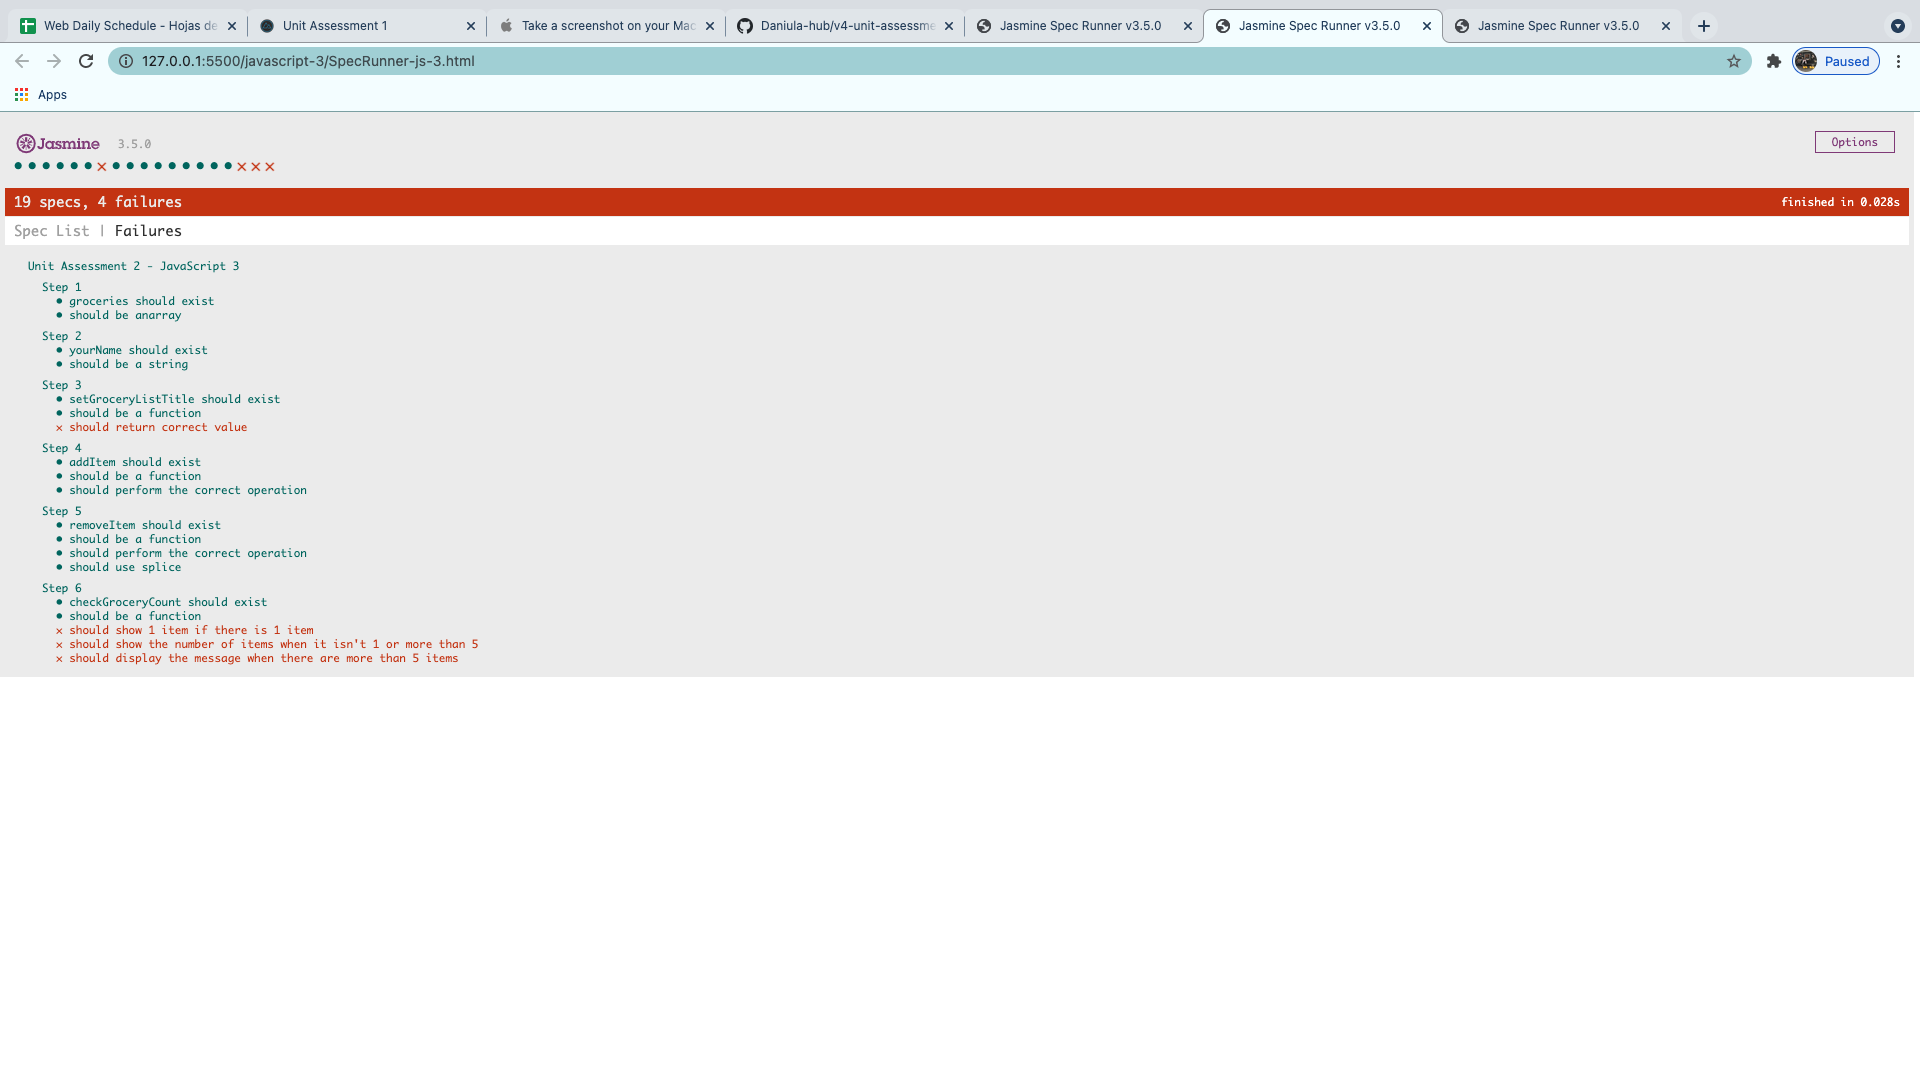 Web Daily Schedule - Hojas de
Unit Assessment 1
Take a screenshot on your Mac
Daniula-hub/v4-unit-assessme
Jasmine Spec Runner v3.5.0
Jasmine Spec Runner v3.5.0
Jasmine Spec Runner v3.5.0
127.0.0.1:5500/javascript-3/SpecRunner-js-3.html
Paused
Apps
Jasmine 3.5.0
Options
19 specs, 4 failures
finished in 0.028s
Spec List | Failures
Unit Assessment 2 - JavaScript 3
Step 1
• groceries should exist
• should be anarray
Step 2
• yourName should exist
• should be a string
Step 3
• setGroceryListTitle should exist
• should be a function
× should return correct value
Step 4
• addItem should exist
• should be a function
• should perform the correct operation
Step 5
• removeItem should exist
• should be a function
• should perform the correct operation
• should use splice
Step 6
• checkGroceryCount should exist
• should be a function
× should show 1 item if there is 1 item
× should show the number of items when it isn't 1 or more than 5
× should display the message when there are more than 5 items